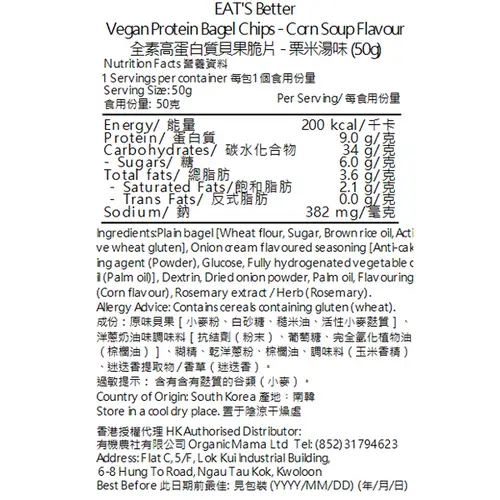 EAT'S Better
Vegan Protein Bagel Chips - Corn Soup Flavour
全素高蛋白質貝果脆片 - 栗米湯味 (50g)
Nutrition Facts 營養資料
1 Servings per container 每包1個食用份量
Serving Size:50g
食用份量: 50克
Per Serving/ 每食用份量
Energy/ 能量 200 kcal/千卡
Protein/ 蛋白質 9.0 g/克
Carbohydrates/ 碳水化合物 34 g/克
- Sugars/ 糖 6.0 g/克
Total fats/ 總脂肪 3.6 g/克
- Saturated Fats/飽和脂肪 2.1 g/克
- Trans Fats/ 反式脂肪 0.0 g/克
Sodium/ 鈉 382 mg/毫克
Ingredients:Plain bagel [Wheat flour, Sugar, Brown rice oil, Acti
ve wheat gluten], Onion cream flavoured seasoning [Anti-cak
ing agent (Powder), Glucose, Fully hydrogenated vegetable o
il (Palm oil)], Dextrin, Dried onion powder, Palm oil, Flavouring
(Corn flavour), Rosemary extract / Herb (Rosemary).
Allergy Advice: Contains cereals containing gluten (wheat).
成份：原味貝果 [ 小麥粉、白砂糖、糙米油、活性小麥麩質 ] 、
洋蔥奶油味調味料 [ 抗結劑（粉末）、葡萄糖、完全氫化植物油
（棕櫚油）] 、糊精、乾洋蔥粉、棕櫚油、調味料（玉米香精）
、迷迭香提取物 / 香草（迷迭香）。
過敏提示： 含有含有麩質的谷類（小麥）。
Country of Origin: South Korea 產地：南韓
Store in a cool dry place. 置于陰涼干燥處
香港授權代理 HK Authorised Distributor:
有機農社有限公司 OrganicMama Ltd Tel: (852) 31794623
Address: Flat C, 5/F, Lok Kui Industrial Building,
6-8 Hung To Road, Ngau Tau Kok, Kwoloon
Best Before 此日期前最佳: 見包裝 (YYYY/MM/DD) (年/月/日)